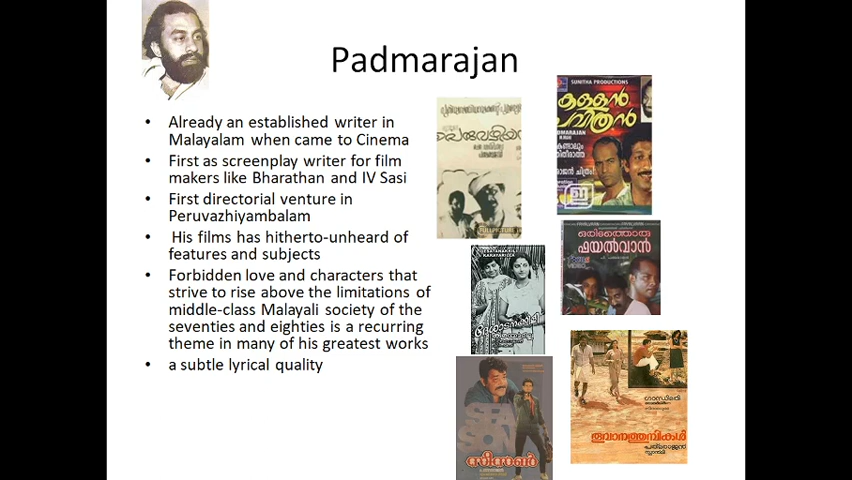 Padmarajan
• Already an established writer in
Malayalam when came to Cinema
• First as screenplay writer for film
makers like Bharathan and IV Sasi
• First directorial venture in
Peruvazhiyambalam
• His films has hitherto-unheard of
features and subjects
• Forbidden love and characters that
strive to rise above the limitations of
middle-class Malayali society of the
seventies and eighties is a recurring
theme in many of his greatest works
• a subtle lyrical quality
SUNITHA PRODUCTIONS
കള്ളൻ
പവിത്രൻ
ഒരിടത്തൊരു
ഫയൽവാൻ
സീസൺ
തൂവാനത്തുമ്പികൾ